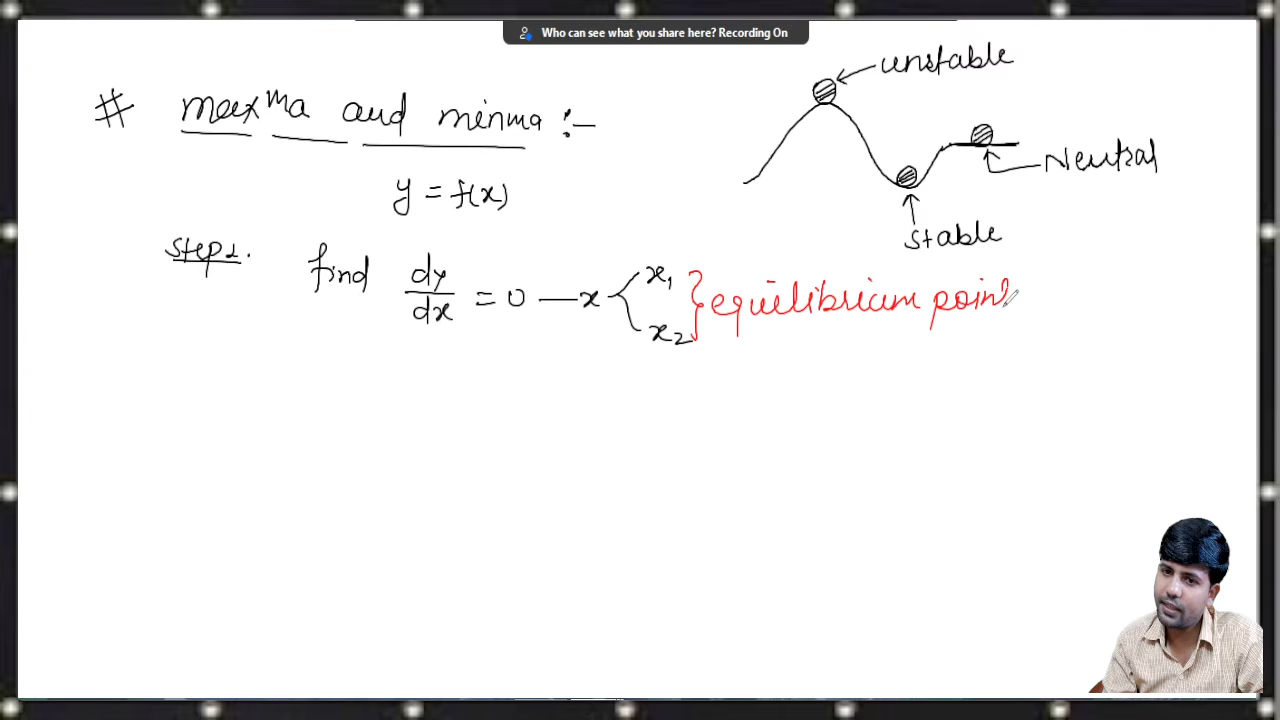 Who can see what you share here? Recording On
# maxma and minma :-
unstable
Neutral
stable
y = f(x)
step1. find dy/dx = 0 — x x1 x2 } equilibrium point